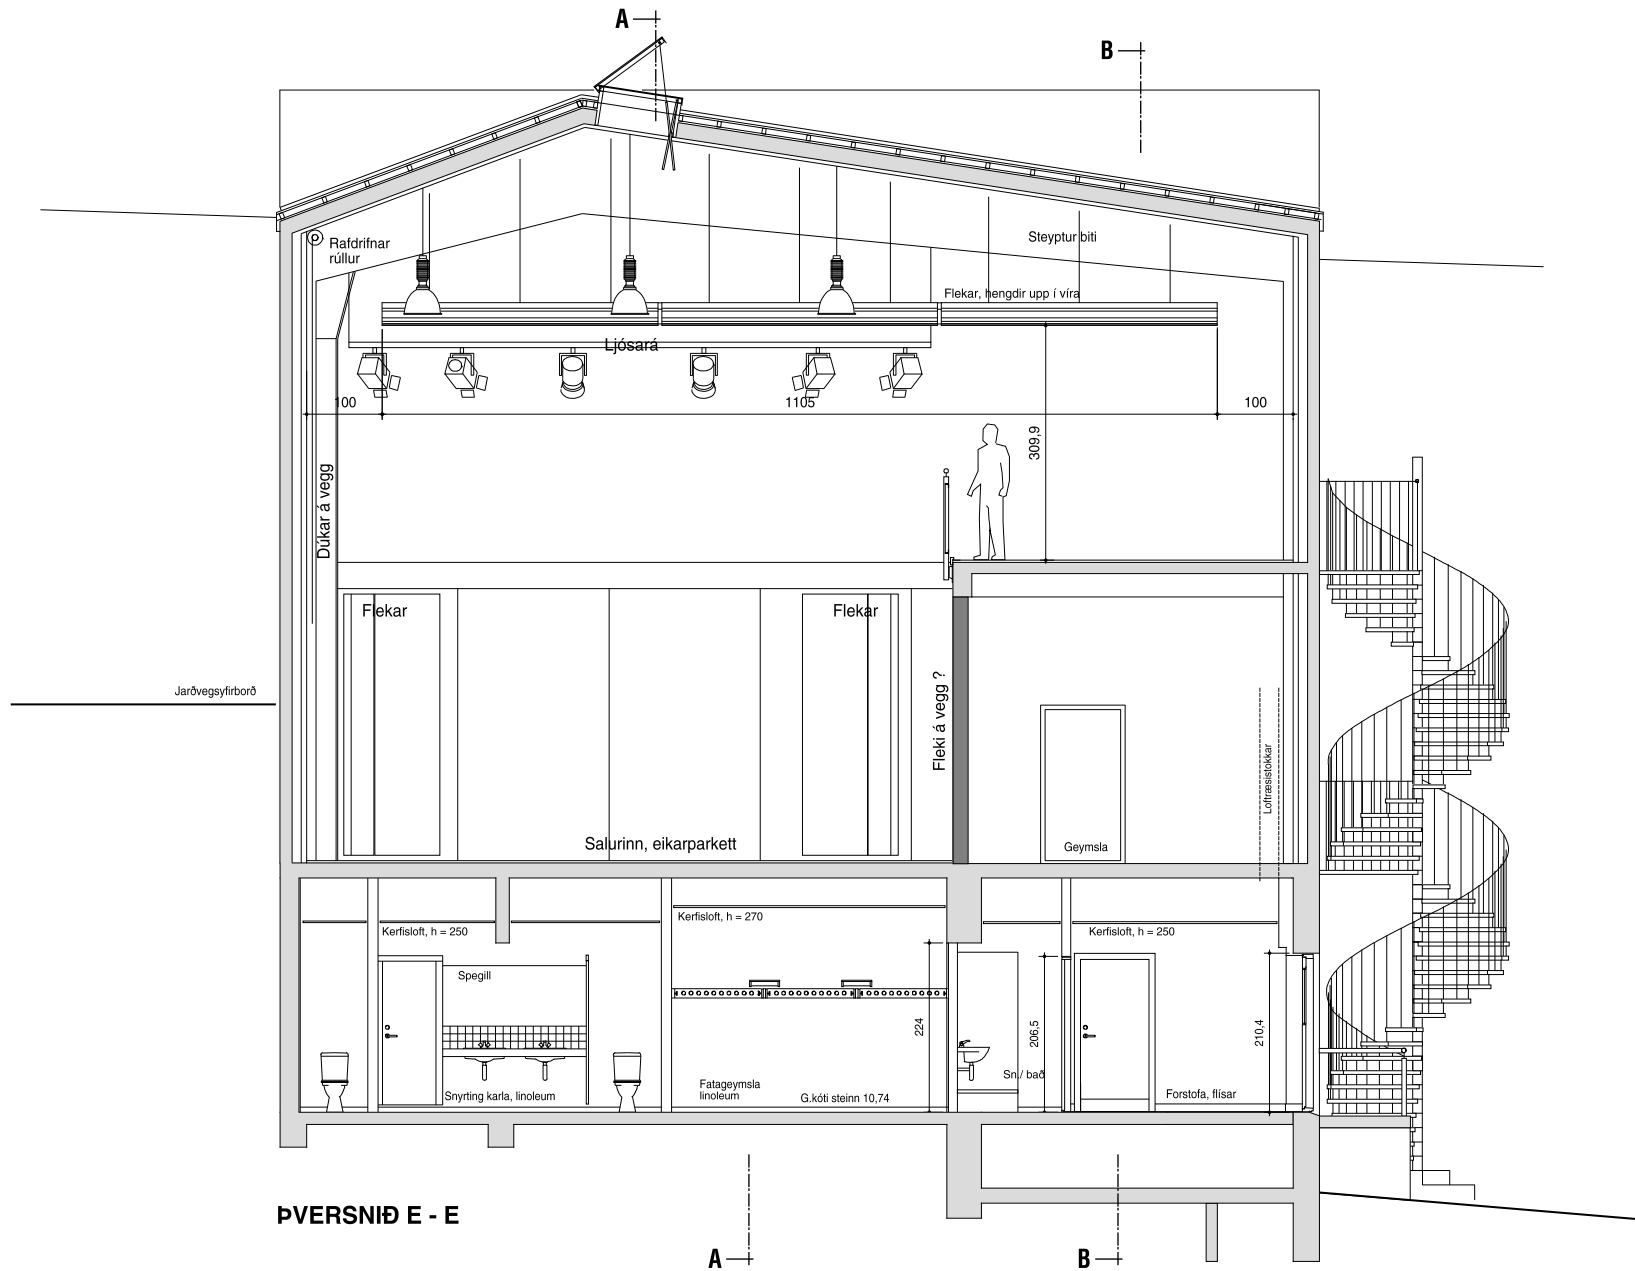 A
B
Rafdrifnar
rúllur
Steyptur biti
Flekar, hengdir upp í víra
Ljósará
100
1105
100
309,9
Dúkar á vegg
Flekar
Flekar
Fleki á vegg ?
Jarðvegsyfirborð
Loftræsistokkar
Salurinn, eikarparkett
Geymsla
Kerfisloft, h = 270
Kerfisloft, h = 250
Kerfisloft, h = 250
Spegill
224
206,5
210,4
Sn./ bað
Fatageymsla
linoleum
Snyrting karla, linoleum
G.kóti steinn 10,74
Forstofa, flísar
ÞVERSNIÐ E - E
A
B